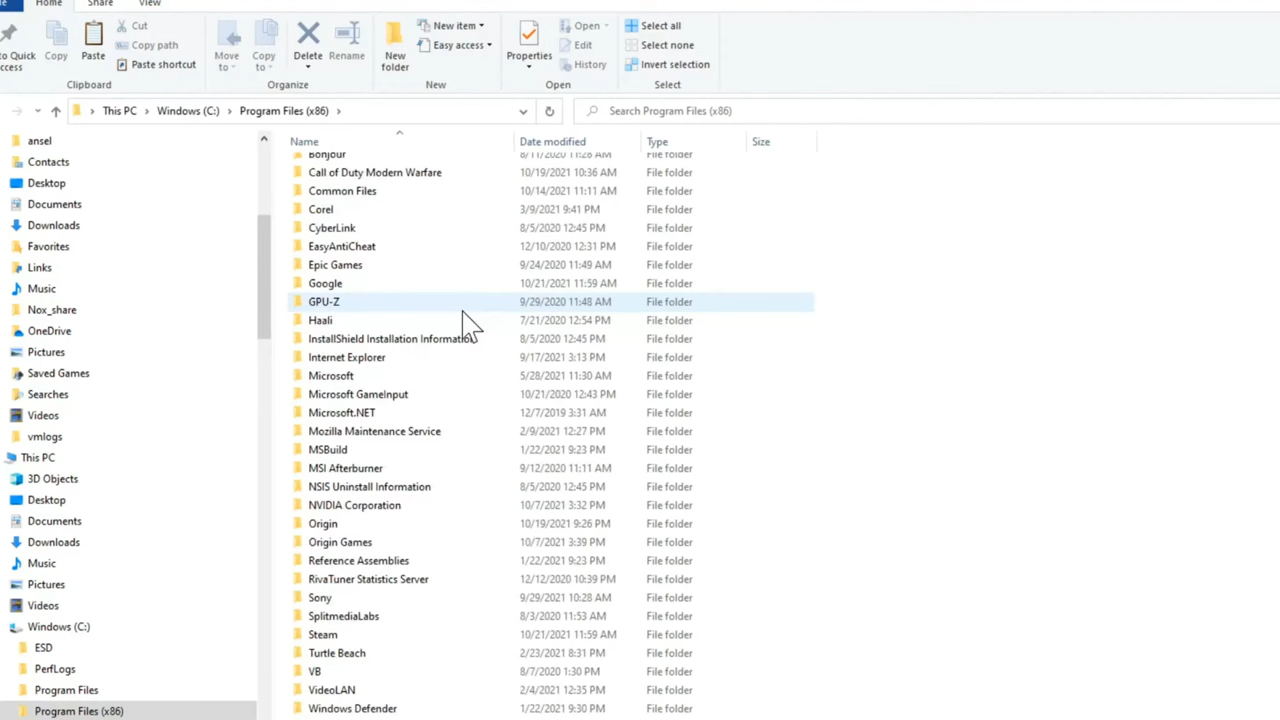 Home Share View
Cut
Copy path
Paste shortcut
Copy
Paste
Clipboard
Move to
Copy to
Delete
Rename
Organize
New folder
New item
Easy access
New
Properties
Open
Edit
History
Open
Select all
Select none
Invert selection
Select
This PC > Windows (C:) > Program Files (x86) >
Search Program Files (x86)
ansel
Contacts
Desktop
Documents
Downloads
Favorites
Links
Music
Nox_share
OneDrive
Pictures
Saved Games
Searches
Videos
vmlogs
This PC
3D Objects
Desktop
Documents
Downloads
Music
Pictures
Videos
Windows (C:)
ESD
PerfLogs
Program Files
Program Files (x86)
Name Date modified Type Size
Bonjour 8/11/2020 11:28 AM File folder
Call of Duty Modern Warfare 10/19/2021 10:36 AM File folder
Common Files 10/14/2021 11:11 AM File folder
Corel 3/9/2021 9:41 PM File folder
CyberLink 8/5/2020 12:45 PM File folder
EasyAntiCheat 12/10/2020 12:31 PM File folder
Epic Games 9/24/2020 11:49 AM File folder
Google 10/21/2021 11:59 AM File folder
GPU-Z 9/29/2020 11:48 AM File folder
Haali 7/21/2020 12:54 PM File folder
InstallShield Installation Information 8/5/2020 12:45 PM File folder
Internet Explorer 9/17/2021 3:13 PM File folder
Microsoft 5/28/2021 11:30 AM File folder
Microsoft GameInput 10/21/2020 12:43 PM File folder
Microsoft.NET 12/7/2019 3:31 AM File folder
Mozilla Maintenance Service 2/9/2021 12:27 PM File folder
MSBuild 1/22/2021 9:23 PM File folder
MSI Afterburner 9/12/2020 11:11 AM File folder
NSIS Uninstall Information 8/5/2020 12:45 PM File folder
NVIDIA Corporation 10/7/2021 3:32 PM File folder
Origin 10/19/2021 9:26 PM File folder
Origin Games 10/7/2021 3:39 PM File folder
Reference Assemblies 1/22/2021 9:23 PM File folder
RivaTuner Statistics Server 12/12/2020 10:39 PM File folder
Sony 9/29/2021 10:28 AM File folder
SplitmediaLabs 8/3/2020 11:53 AM File folder
Steam 10/21/2021 11:59 AM File folder
Turtle Beach 2/23/2021 8:31 PM File folder
VB 8/7/2020 1:30 PM File folder
VideoLAN 2/4/2021 12:35 PM File folder
Windows Defender 1/22/2021 9:30 PM File folder